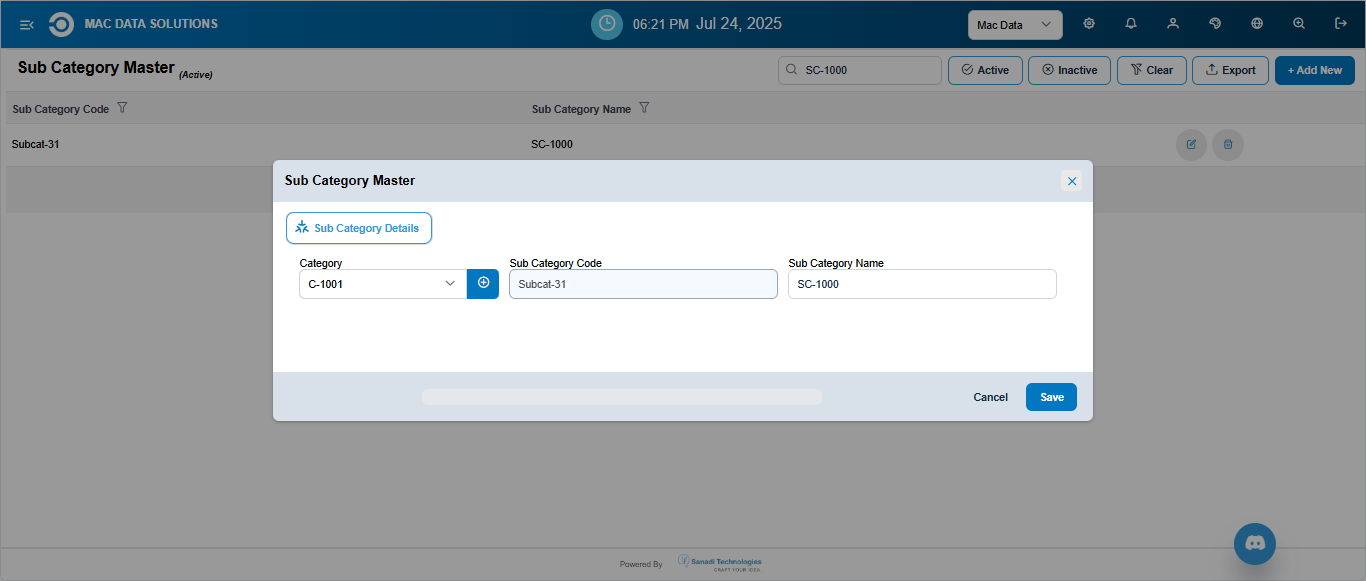 MAC DATA SOLUTIONS
06:21 PM Jul 24, 2025
Mac Data
Sub Category Master (Active)
SC-1000
Active
Inactive
Clear
Export
+ Add New
Sub Category Code
Sub Category Name
Subcat-31
SC-1000
Sub Category Master
Sub Category Details
Category
Sub Category Code
Sub Category Name
C-1001
Subcat-31
SC-1000
Cancel
Save
Powered By
Sanadi Technologies
CRAFT YOUR IDEA